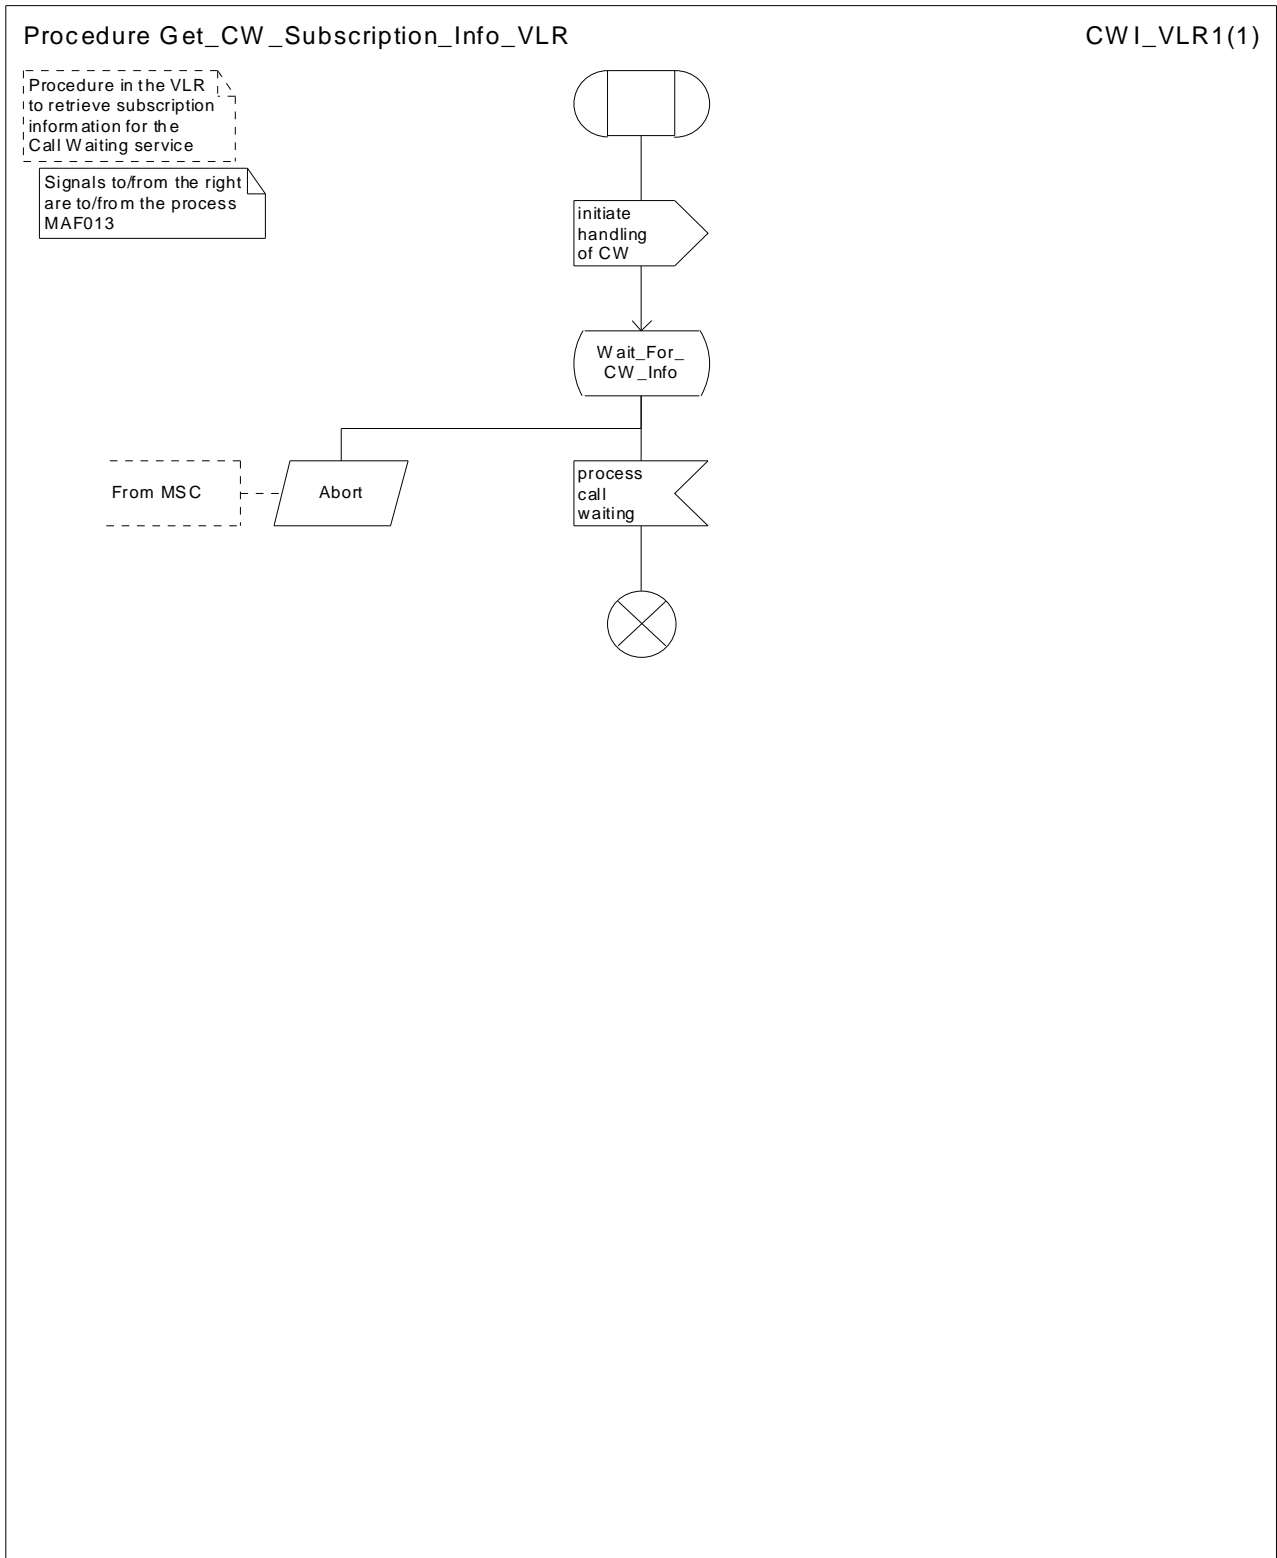 Procedure Get_CW_Subscription_Info_VLR
CWI_VLR1(1)
Procedure in the VLR
to retrieve subscription
information for the
Call Waiting service
Signals to/from the right
are to/from the process
MAF013
initiate
handling
of CW
Wait_For_
CW_Info
From MSC
Abort
process
call
waiting